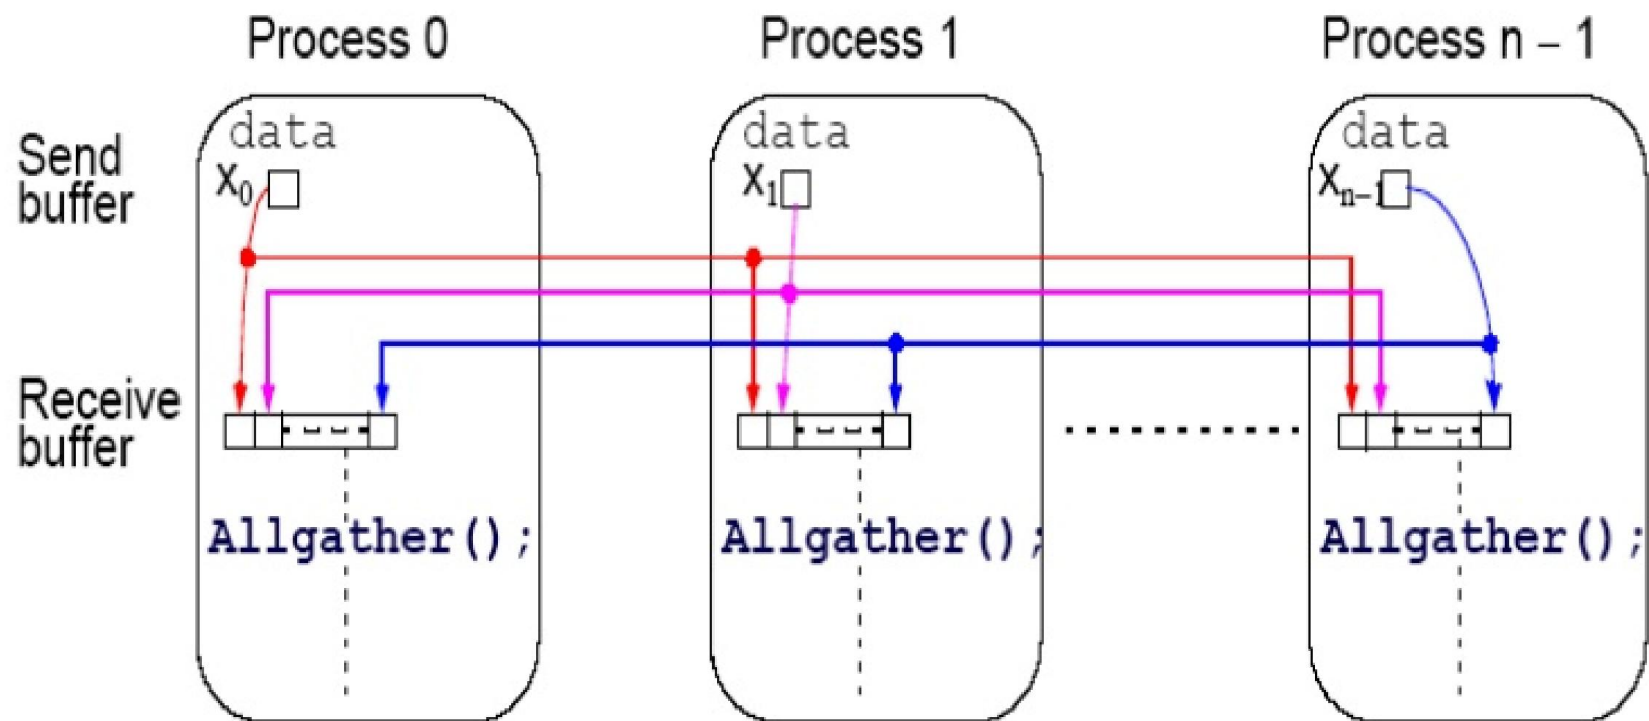 Process 0
Process 1
Process n – 1
Send
buffer
data
data
data
X0
X1
Xn–1
Receive
buffer
Allgather();
Allgather();
Allgather();